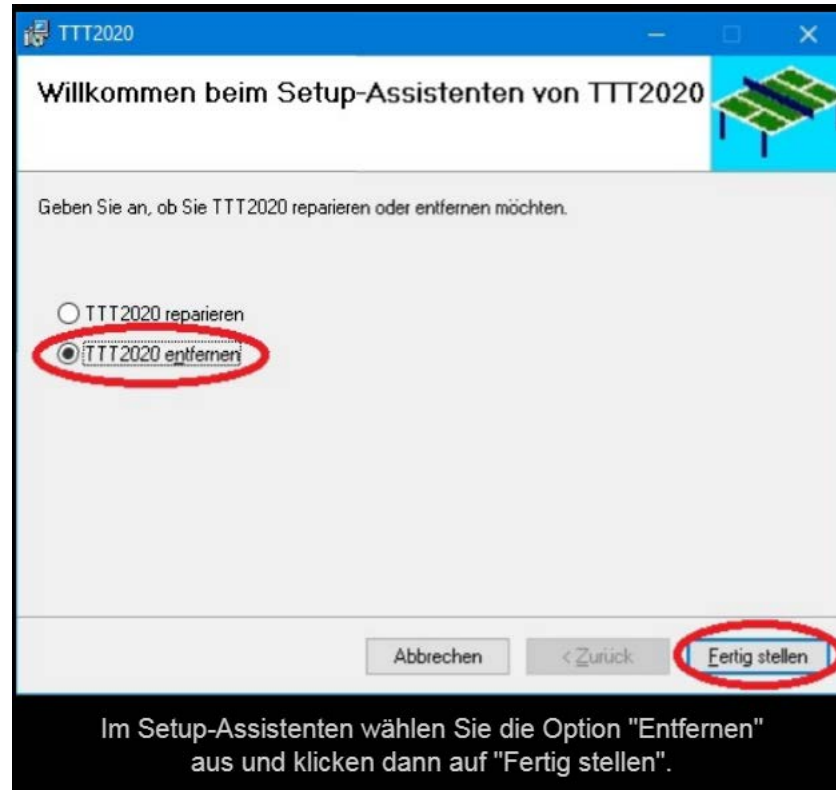 TTT2020
Willkommen beim Setup-Assistenten von TTT2020
Geben Sie an, ob Sie TTT2020 reparieren oder entfernen möchten.
TTT2020 reparieren
TTT2020 entfernen
Abbrechen
< Zurück
Fertig stellen
Im Setup-Assistenten wählen Sie die Option "Entfernen"
aus und klicken dann auf "Fertig stellen".